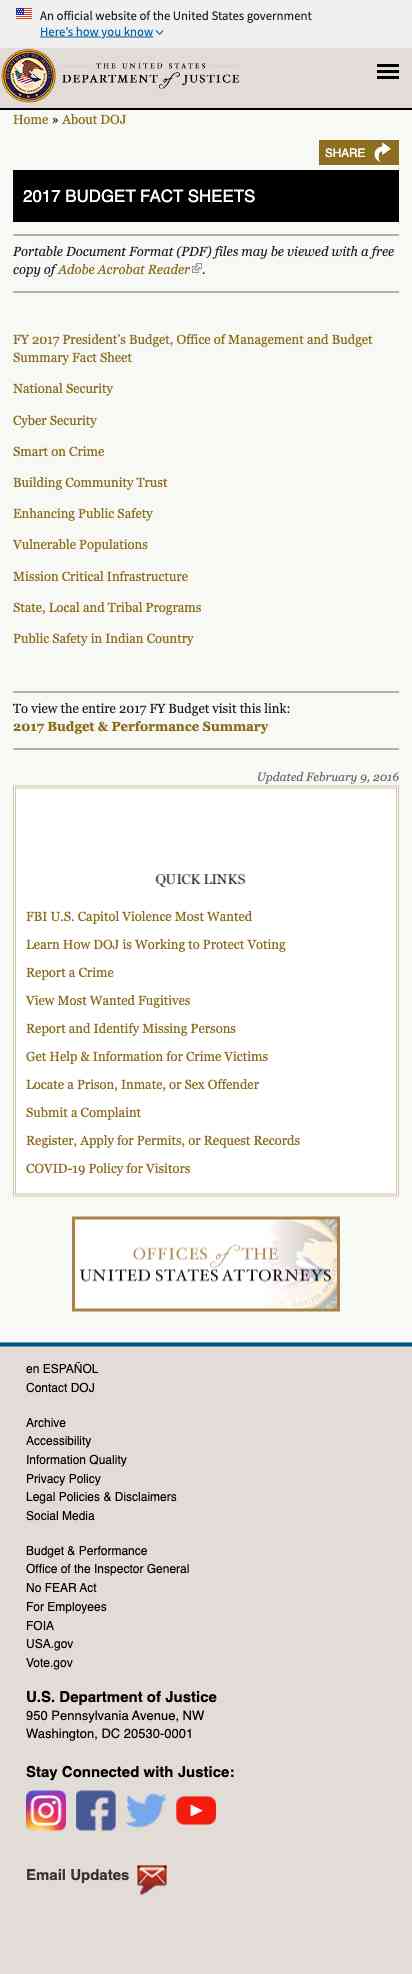 An official website of the United States government
Here's how you know
THE UNITED STATES
DEPARTMENT of JUSTICE
Home » About DOJ
SHARE
2017 BUDGET FACT SHEETS
Portable Document Format (PDF) files may be viewed with a free
copy of Adobe Acrobat Reader.
FY 2017 President's Budget, Office of Management and Budget
Summary Fact Sheet
National Security
Cyber Security
Smart on Crime
Building Community Trust
Enhancing Public Safety
Vulnerable Populations
Mission Critical Infrastructure
State, Local and Tribal Programs
Public Safety in Indian Country
To view the entire 2017 FY Budget visit this link:
2017 Budget & Performance Summary
Updated February 9, 2016
QUICK LINKS
FBI U.S. Capitol Violence Most Wanted
Learn How DOJ is Working to Protect Voting
Report a Crime
View Most Wanted Fugitives
Report and Identify Missing Persons
Get Help & Information for Crime Victims
Locate a Prison, Inmate, or Sex Offender
Submit a Complaint
Register, Apply for Permits, or Request Records
COVID-19 Policy for Visitors
OFFICES of THE
UNITED STATES ATTORNEYS
en ESPAÑOL
Contact DOJ
Archive
Accessibility
Information Quality
Privacy Policy
Legal Policies & Disclaimers
Social Media
Budget & Performance
Office of the Inspector General
No FEAR Act
For Employees
FOIA
USA.gov
Vote.gov
U.S. Department of Justice
950 Pennsylvania Avenue, NW
Washington, DC 20530-0001
Stay Connected with Justice:
Email Updates